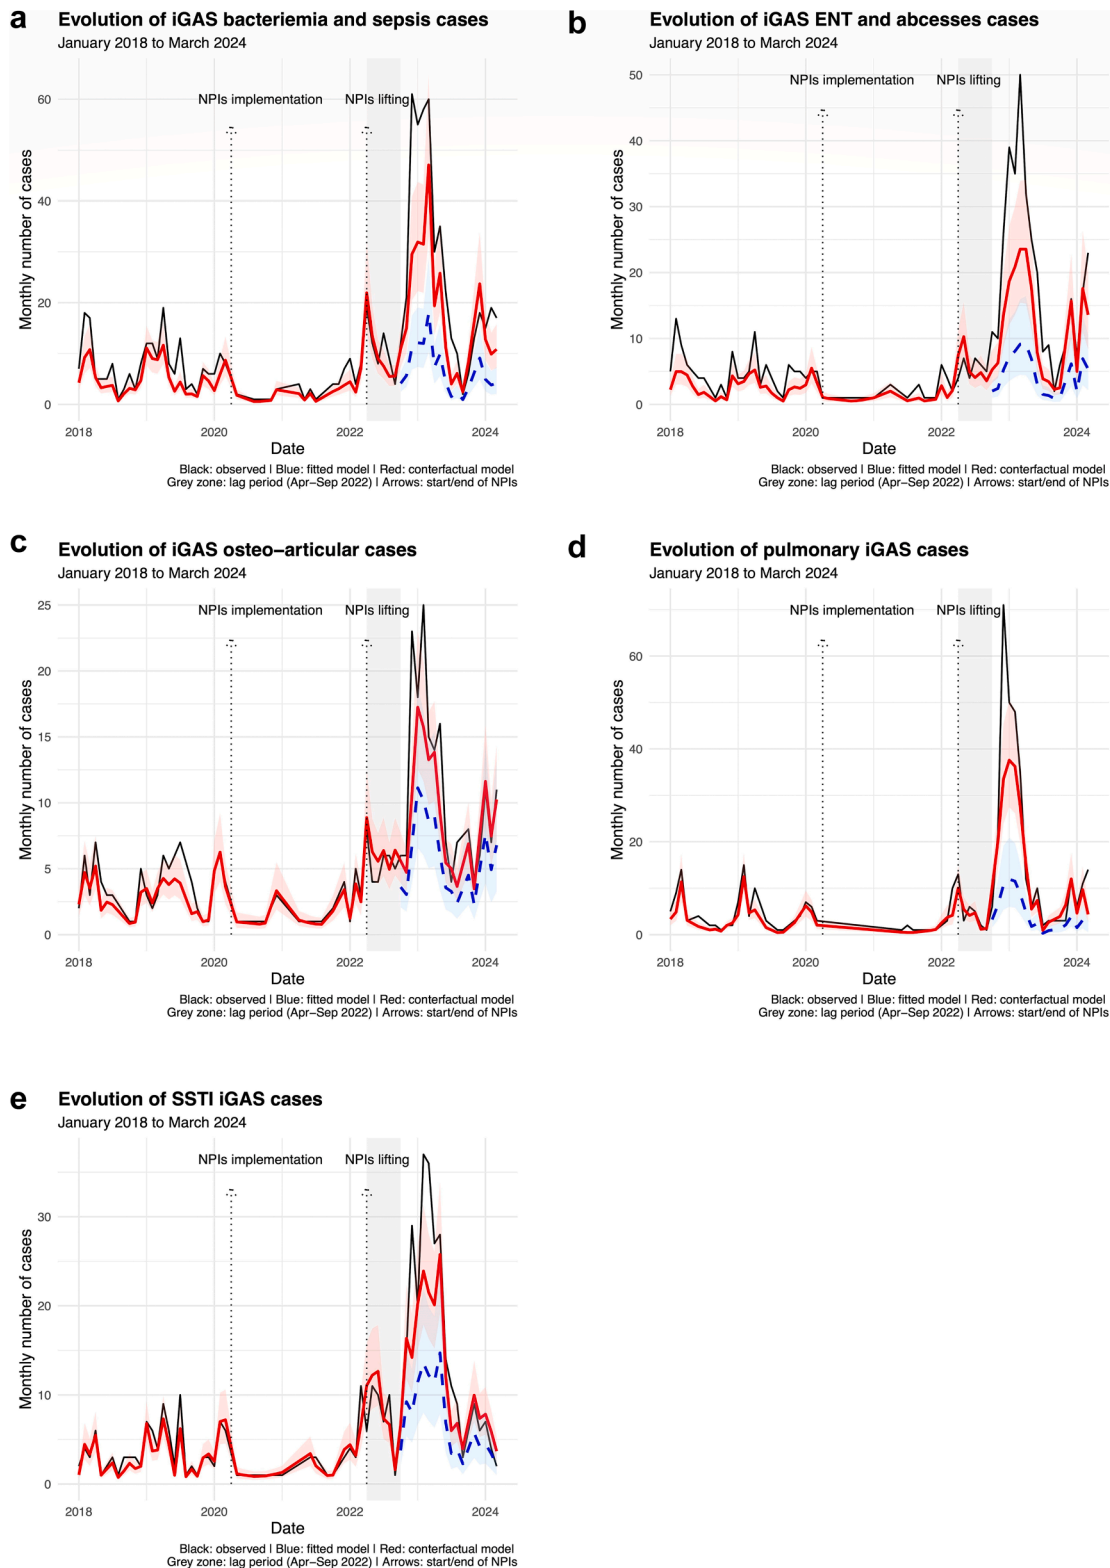 a
Evolution of iGAS bacteriemia and sepsis cases
January 2018 to March 2024
Monthly number of cases
60
40
20
0
NPIs implementation
NPIs lifting
2018
2020
2022
2024
Date
Black: observed | Blue: fitted model | Red: conterfactual model
Grey zone: lag period (Apr−Sep 2022) | Arrows: start/end of NPIs
b
Evolution of iGAS ENT and abcesses cases
January 2018 to March 2024
Monthly number of cases
50
40
30
20
10
0
NPIs implementation
NPIs lifting
2018
2020
2022
2024
Date
Black: observed | Blue: fitted model | Red: conterfactual model
Grey zone: lag period (Apr−Sep 2022) | Arrows: start/end of NPIs
c
Evolution of iGAS osteo−articular cases
January 2018 to March 2024
Monthly number of cases
25
20
15
10
5
0
NPIs implementation
NPIs lifting
2018
2020
2022
2024
Date
Black: observed | Blue: fitted model | Red: conterfactual model
Grey zone: lag period (Apr−Sep 2022) | Arrows: start/end of NPIs
d
Evolution of pulmonary iGAS cases
January 2018 to March 2024
Monthly number of cases
60
40
20
0
NPIs implementation
NPIs lifting
2018
2020
2022
2024
Date
Black: observed | Blue: fitted model | Red: conterfactual model
Grey zone: lag period (Apr−Sep 2022) | Arrows: start/end of NPIs
e
Evolution of SSTI iGAS cases
January 2018 to March 2024
Monthly number of cases
30
20
10
0
NPIs implementation
NPIs lifting
2018
2020
2022
2024
Date
Black: observed | Blue: fitted model | Red: conterfactual model
Grey zone: lag period (Apr−Sep 2022) | Arrows: start/end of NPIs